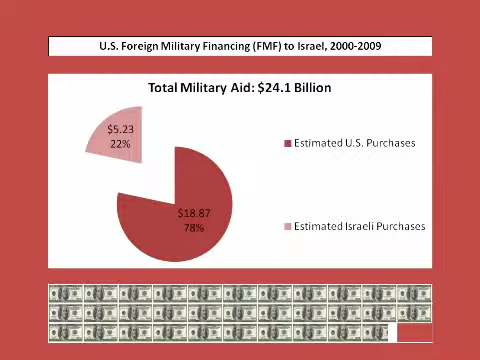 U.S. Foreign Military Financing (FMF) to Israel, 2000-2009
Total Military Aid: $24.1 Billion
$5.23
22%
Estimated U.S. Purchases
$18.87
78%
Estimated Israeli Purchases